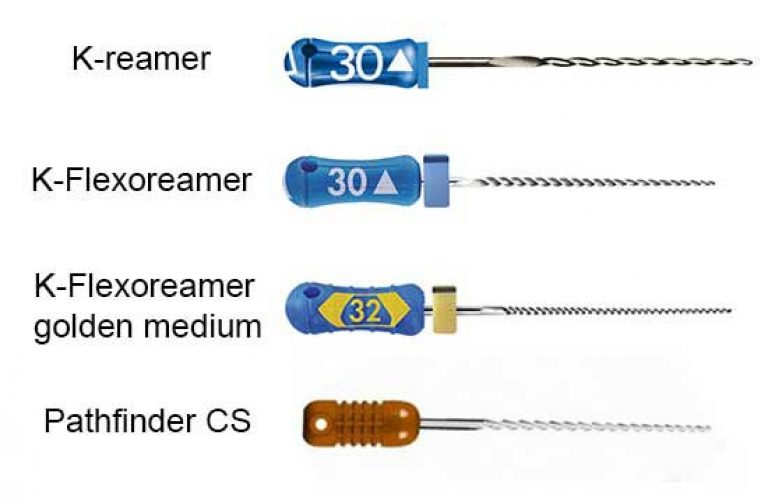 K-reamer
30
K-Flexoreamer
30
K-Flexoreamer
golden medium
32
Pathfinder CS